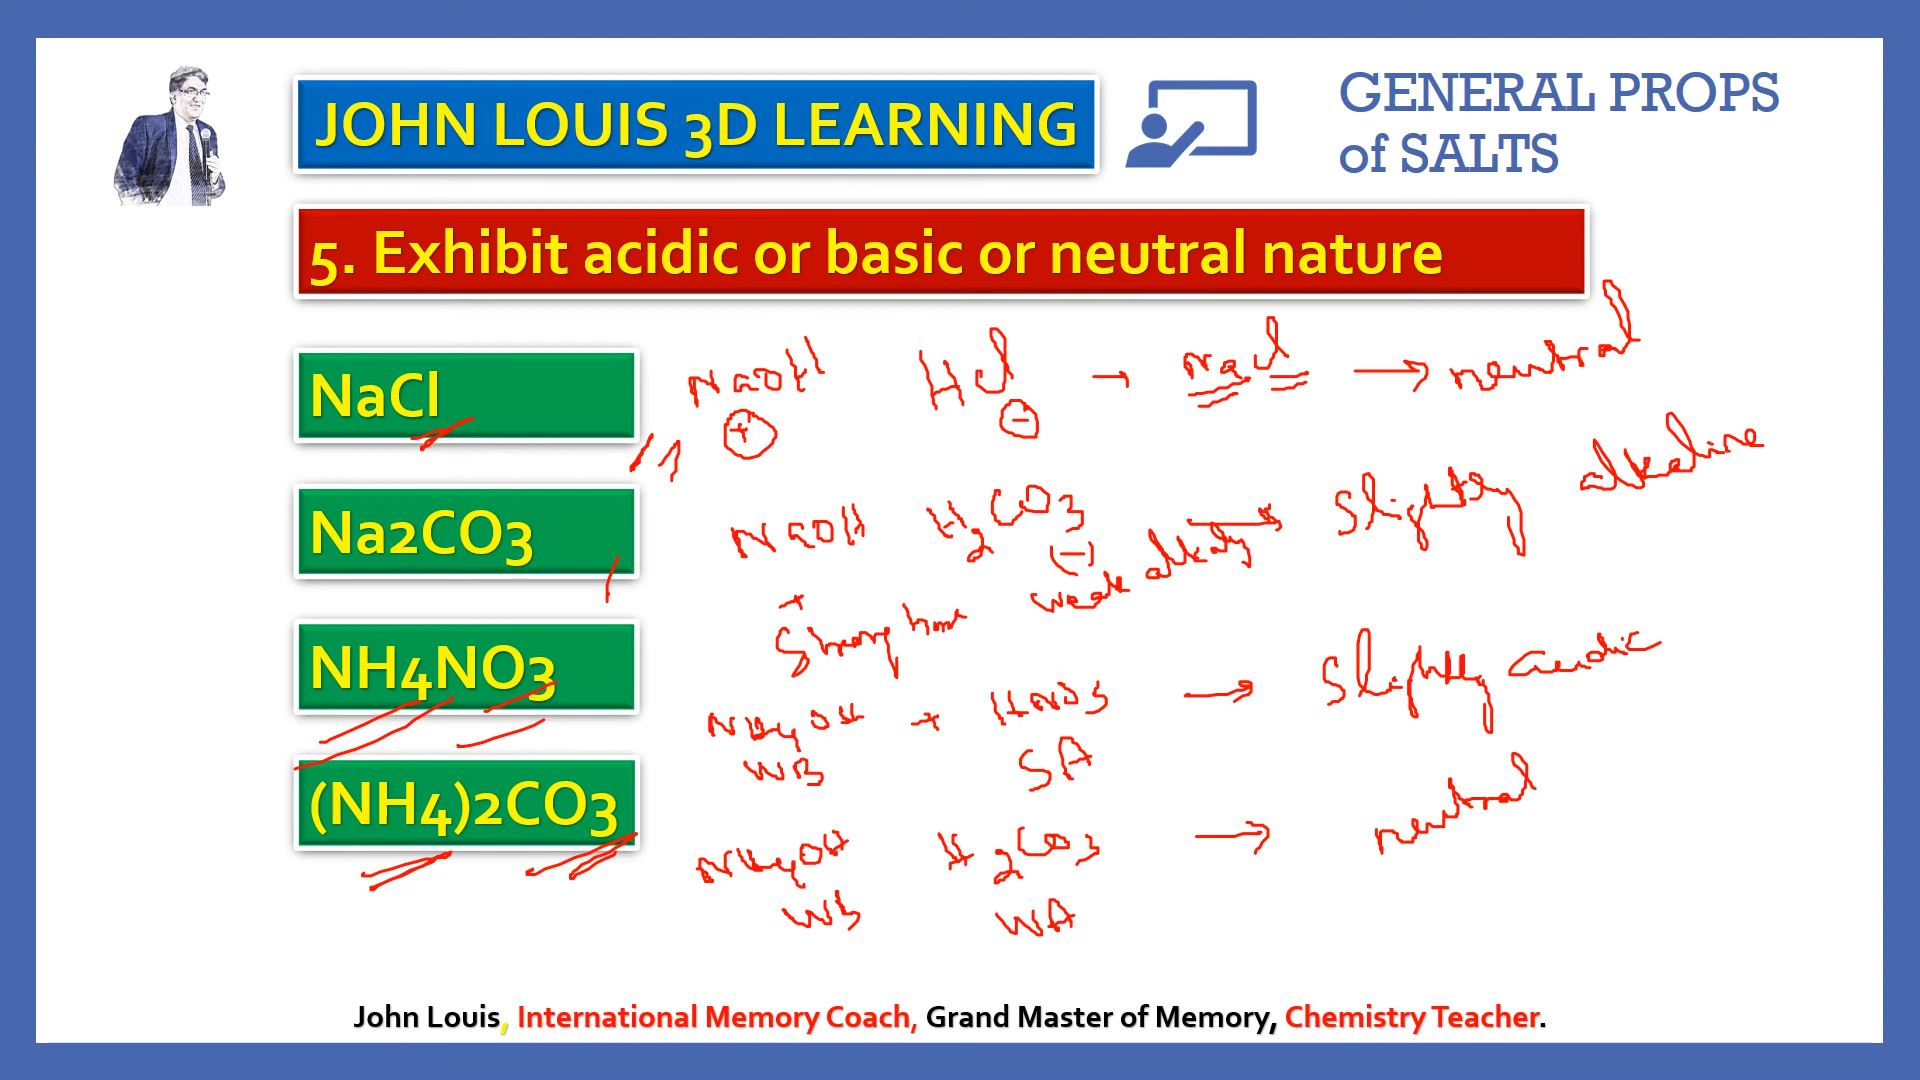 JOHN LOUIS 3D LEARNING
GENERAL PROPS
of SALTS
5. Exhibit acidic or basic or neutral nature
NaCl
NaOH HCl → NaCl → neutral
+ -
Na2CO3
NaOH H2CO3 → slightly alkaline
(-)
+
strong weak
NH4NO3
NH4OH + HNO3 → slightly acidic
WB SA
(NH4)2CO3
NH4OH H2CO3 → neutral
Wb WA
John Louis, International Memory Coach, Grand Master of Memory, Chemistry Teacher.